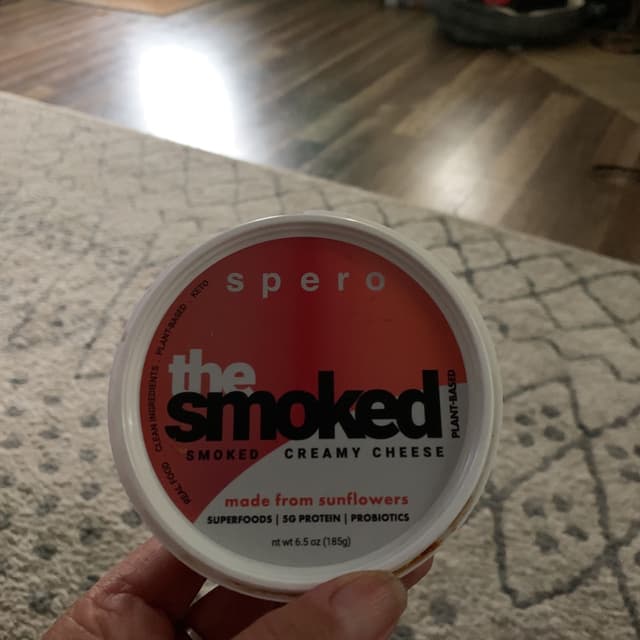 spero
REAL FOOD CLEAN INGREDIENTS PLANT-BASED KETO
the
smoked
PLANT-BASED
SMOKED CREAMY CHEESE
made from sunflowers
SUPERFOODS | 5G PROTEIN | PROBIOTICS
nt wt 6.5 oz (185g)